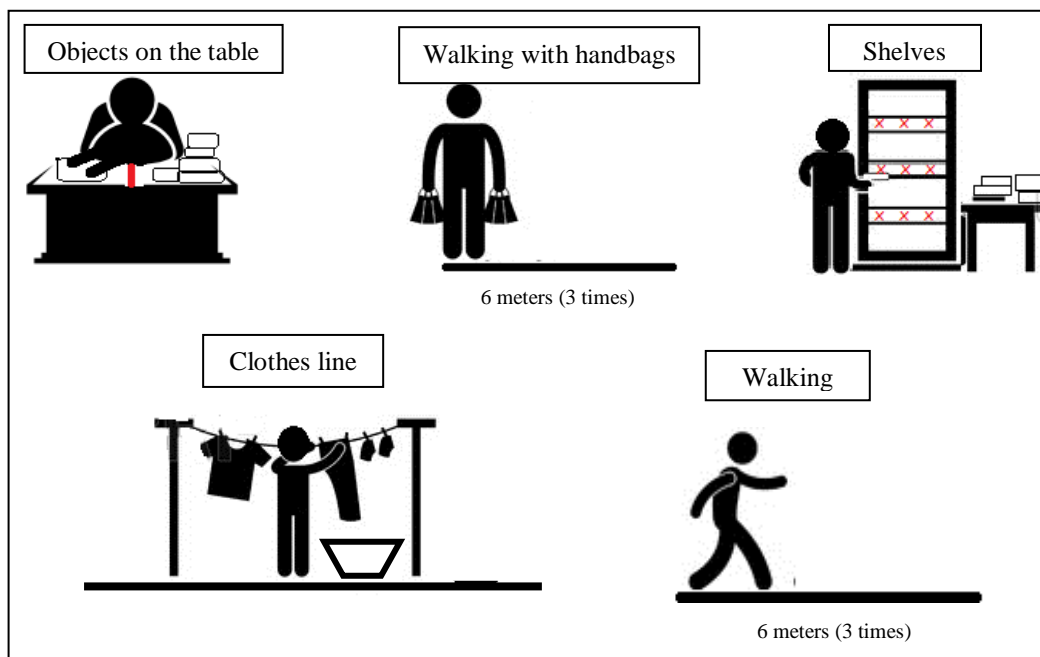 Objects on the table
Walking with handbags
Shelves
6 meters (3 times)
Clothes line
Walking
6 meters (3 times)